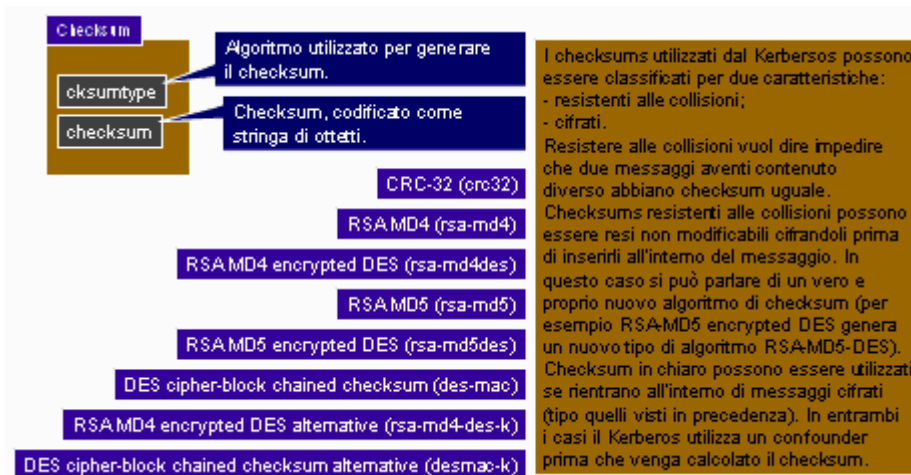 Checksum
Algoritmo utilizzato per generare
il checksum.
cksumtype
Checksum, codificato come
stringa di ottetti.
checksum
CRC-32 (crc32)
RSA MD4 (rsa-md4)
RSA MD4 encrypted DES (rsa-md4des)
RSA MD5 (rsa-md5)
RSA MD5 encrypted DES (rsa-md5des)
DES cipher-block chained checksum (des-mac)
RSA MD4 encrypted DES alternative (rsa-md4-des-k)
DES cipher-block chained checksum alternative (desmac-k)
I checksums utilizzati dal Kerbersos possono
essere classificati per due caratteristiche:
- resistenti alle collisioni;
- cifrati.
Resistere alle collisioni vuol dire impedire
che due messaggi aventi contenuto
diverso abbiano checksum uguale.
Checksums resistenti alle collisioni possono
essere resi non modificabili cifrandoli prima
di inserirli all'interno del messaggio. In
questo caso si può parlare di un vero e
proprio nuovo algoritmo di checksum (per
esempio RSA-MD5 encrypted DES genera
un nuovo tipo di algoritmo RSA-MD5-DES).
Checksum in chiaro possono essere utilizzati
se rientrano all'interno di messaggi cifrati
(tipo quelli visti in precedenza). In entrambi
i casi il Kerberos utilizza un confounder
prima che venga calcolato il checksum.